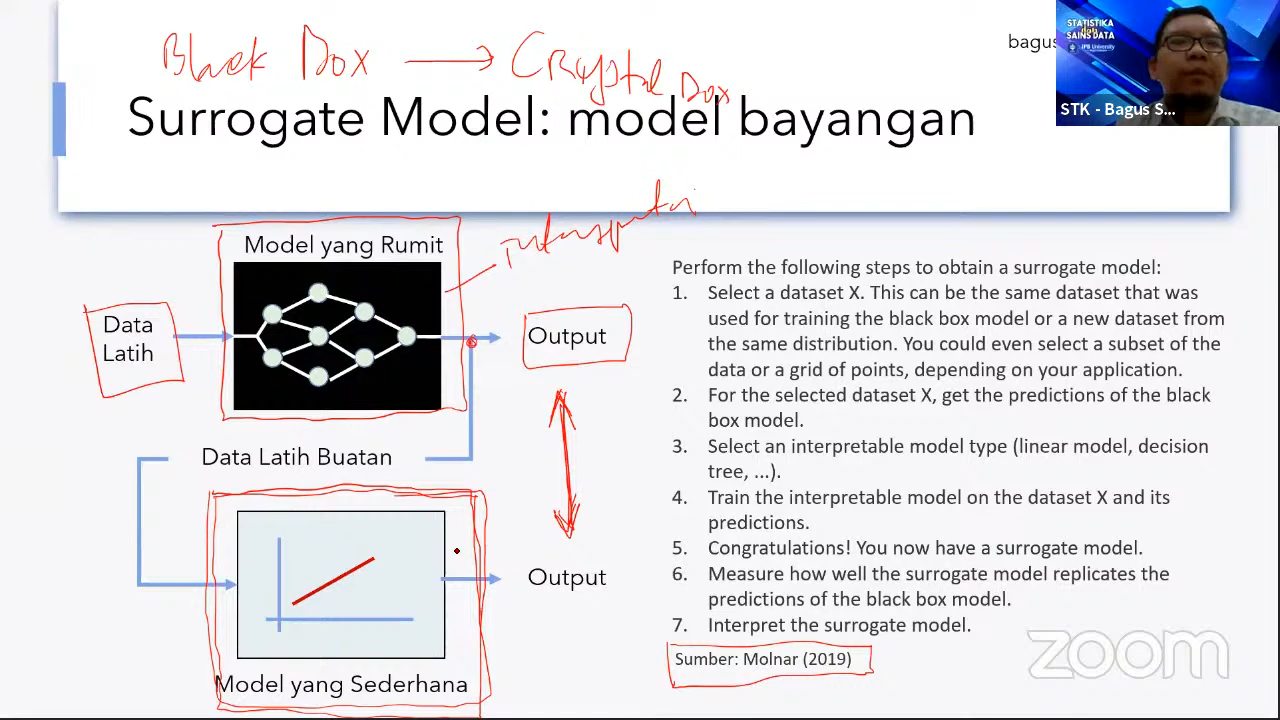 Black Box → Crystal Box
bagus
STATISTIKA
dan
SAINS DATA
IPB University
STK - Bagus S...
Surrogate Model: model bayangan
Model yang Rumit
Data
Latih
Output
Data Latih Buatan
Output
Model yang Sederhana
Perform the following steps to obtain a surrogate model:
1. Select a dataset X. This can be the same dataset that was
used for training the black box model or a new dataset from
the same distribution. You could even select a subset of the
data or a grid of points, depending on your application.
2. For the selected dataset X, get the predictions of the black
box model.
3. Select an interpretable model type (linear model, decision
tree, ...).
4. Train the interpretable model on the dataset X and its
predictions.
5. Congratulations! You now have a surrogate model.
6. Measure how well the surrogate model replicates the
predictions of the black box model.
7. Interpret the surrogate model.
Sumber: Molnar (2019)
zoom